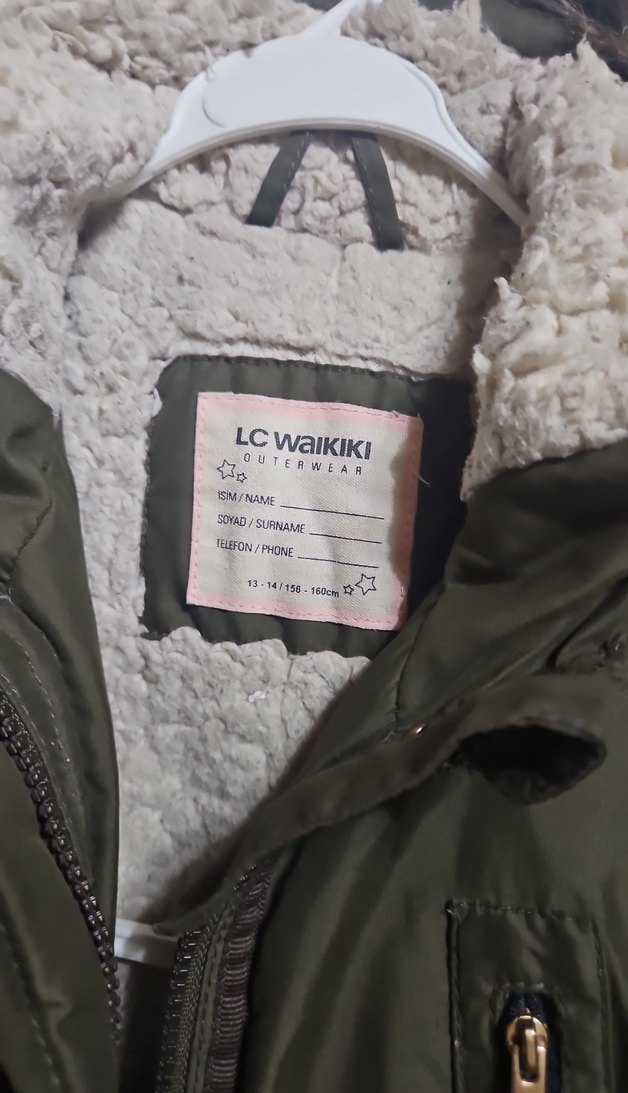 LC WAIKIKI
OUTERWEAR
ISIM / NAME
SOYAD / SURNAME
TELEFON / PHONE
13 - 14 / 156 - 160cm